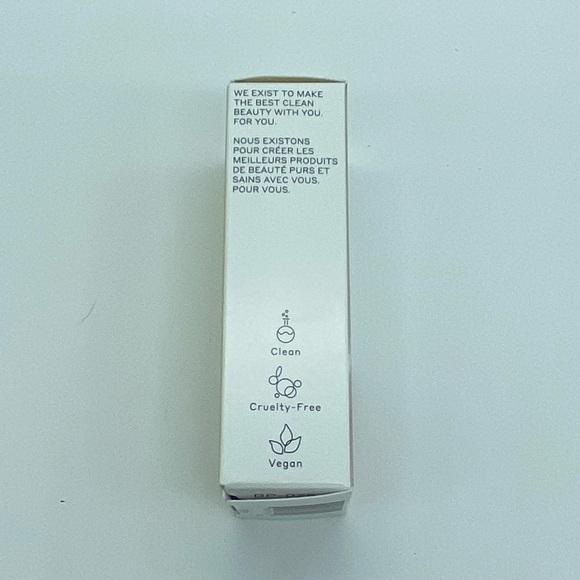 WE EXIST TO MAKE
THE BEST CLEAN
BEAUTY WITH YOU.
FOR YOU.
NOUS EXISTONS
POUR CRÉER LES
MEILLEURS PRODUITS
DE BEAUTÉ PURS ET
SAINS AVEC VOUS.
POUR VOUS.
Clean
Cruelty-Free
Vegan